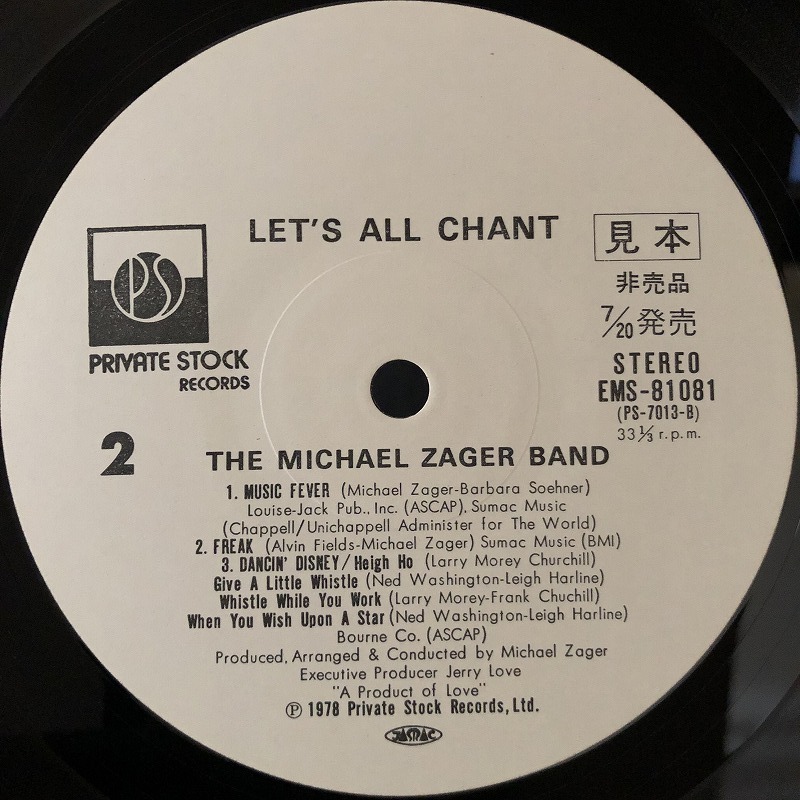 LET'S ALL CHANT
見本
非売品
7/20発売
PS
PRIVATE STOCK
RECORDS
STEREO
EMS-81081
(PS-7013-B)
33 1/3 r.p.m.
2
THE MICHAEL ZAGER BAND
1. MUSIC FEVER (Michael Zager-Barbara Soehner)
Louise-Jack Pub., Inc. (ASCAP), Sumac Music
(Chappell/Unichappell Administer for The World)
2. FREAK (Alvin Fields-Michael Zager) Sumac Music (BMI)
3. DANCIN' DISNEY/Heigh Ho (Larry Morey Churchill)
Give A Little Whistle (Ned Washington-Leigh Harline)
Whistle While You Work (Larry Morey-Frank Chuchill)
When You Wish Upon A Star (Ned Washington-Leigh Harline)
Bourne Co. (ASCAP)
Produced, Arranged & Conducted by Michael Zager
Executive Producer Jerry Love
"A Product of Love"
Ⓟ 1978 Private Stock Records, Ltd.
JASRAC